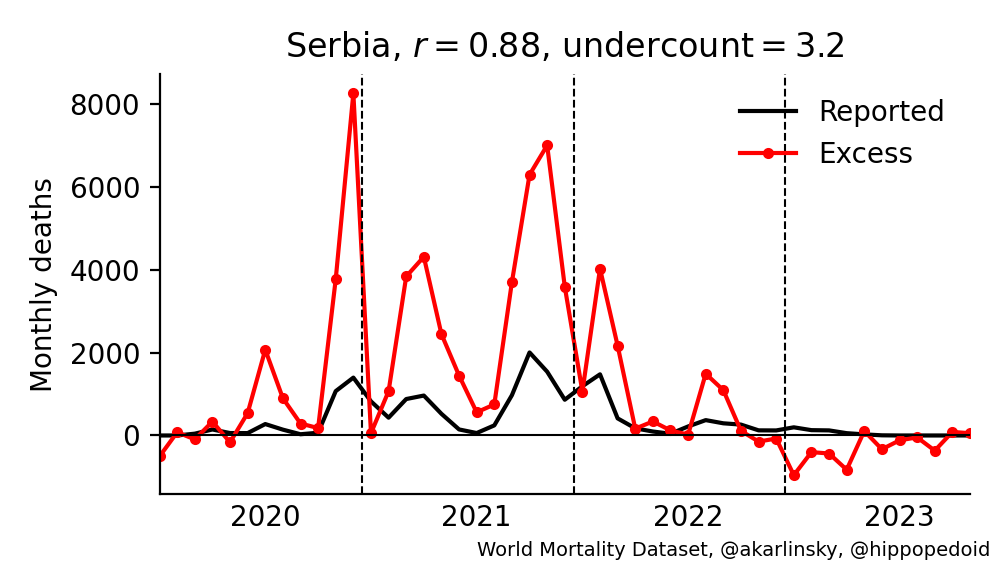 Serbia, r = 0.88, undercount = 3.2
Reported
Excess
Monthly deaths
8000
6000
4000
2000
0
2020 2021 2022 2023
World Mortality Dataset, @akarlinsky, @hippopedoid